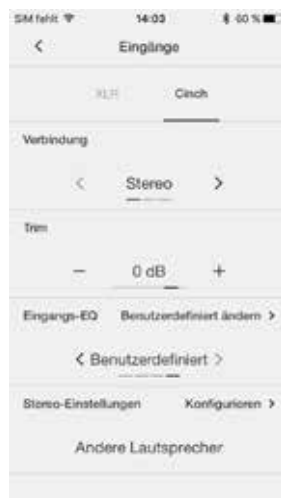 SIM fehlt 14:03 60 %
Eingänge
XLR Cinch
Verbindung
< Stereo >
Trim
− 0 dB +
Eingangs-EQ Benutzerdefiniert ändern >
< Benutzerdefiniert >
Stereo-Einstellungen Konfigurieren >
Andere Lautsprecher